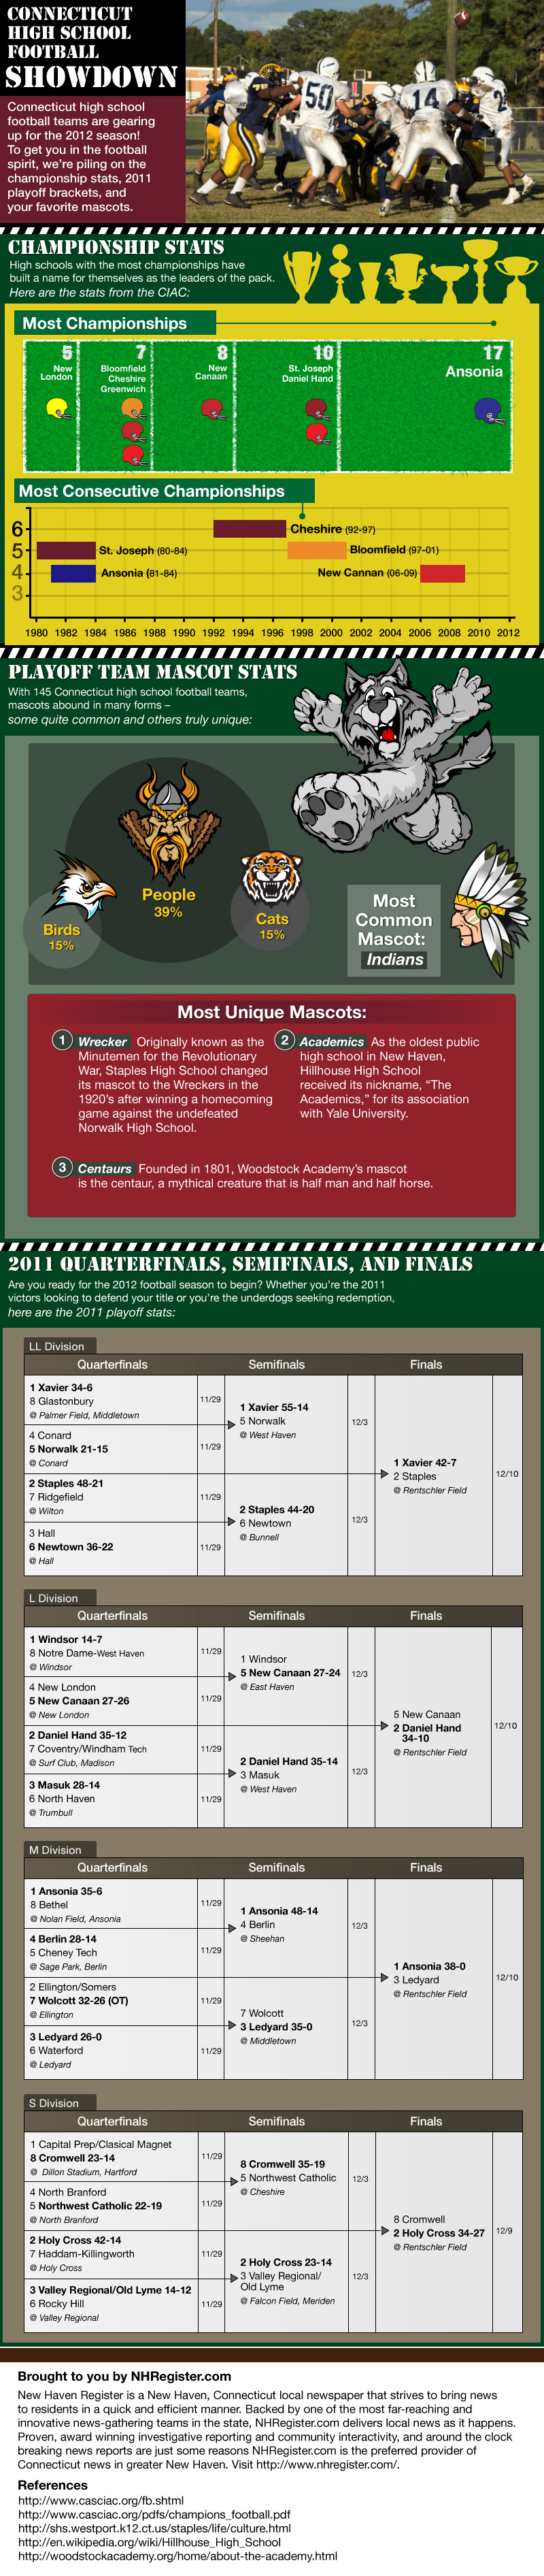 CONNECTICUT
HIGH SCHOOL
FOOTBALL
SHOWDOWN
Connecticut high school
football teams are gearing
up for the 2012 season!
To get you in the football
spirit, we're piling on the
championship stats, 2011
playoff brackets, and
your favorite mascots.
50
1
14
2
CHAMPIONSHIP STATS
High schools with the most championships have
built a name for themselves as the leaders of the pack.
Here are the stats from the CIAC:
Most Championships
5
New
London
7
Bloomfield
Cheshire
Greenwich
8
New
Canaan
10
St. Joseph
Daniel Hand
17
Ansonia
Most Consecutive Championships
6
5
4
3
Cheshire (92-97)
St. Joseph (80-84)
Bloomfield (97-01)
Ansonia (81-84)
New Cannan (06-09)
1980 1982 1984 1986 1988 1990 1992 1994 1996 1998 2000 2002 2004 2006 2008 2010 2012
PLAYOFF TEAM MASCOT STATS
With 145 Connecticut high school football teams,
mascots abound in many forms –
some quite common and others truly unique:
People
39%
Birds
15%
Cats
15%
Most
Common
Mascot:
Indians
Most Unique Mascots:
1 Wrecker Originally known as the
Minutemen for the Revolutionary
War, Staples High School changed
its mascot to the Wreckers in the
1920's after winning a homecoming
game against the undefeated
Norwalk High School.
2 Academics As the oldest public
high school in New Haven,
Hillhouse High School
received its nickname, "The
Academics," for its association
with Yale University.
3 Centaurs Founded in 1801, Woodstock Academy's mascot
is the centaur, a mythical creature that is half man and half horse.
2011 QUARTERFINALS, SEMIFINALS, AND FINALS
Are you ready for the 2012 football season to begin? Whether you're the 2011
victors looking to defend your title or you're the underdogs seeking redemption,
here are the 2011 playoff stats:
LL Division
Quarterfinals Semifinals Finals
1 Xavier 34-6
8 Glastonbury
@ Palmer Field, Middletown
11/29
4 Conard
5 Norwalk 21-15
@ Conard
11/29
2 Staples 48-21
7 Ridgefield
@ Wilton
11/29
3 Hall
6 Newtown 36-22
@ Hall
11/29
1 Xavier 55-14
5 Norwalk
@ West Haven
12/3
2 Staples 44-20
6 Newtown
@ Bunnell
12/3
1 Xavier 42-7
2 Staples
@ Rentschler Field
12/10
L Division
Quarterfinals Semifinals Finals
1 Windsor 14-7
8 Notre Dame-West Haven
@ Windsor
11/29
4 New London
5 New Canaan 27-26
@ New London
11/29
2 Daniel Hand 35-12
7 Coventry/Windham Tech
@ Surf Club, Madison
11/29
3 Masuk 28-14
6 North Haven
@ Trumbull
11/29
1 Windsor
5 New Canaan 27-24
@ East Haven
12/3
2 Daniel Hand 35-14
3 Masuk
@ West Haven
12/3
5 New Canaan
2 Daniel Hand
34-10
@ Rentschler Field
12/10
M Division
Quarterfinals Semifinals Finals
1 Ansonia 35-6
8 Bethel
@ Nolan Field, Ansonia
11/29
4 Berlin 28-14
5 Cheney Tech
@ Sage Park, Berlin
11/29
2 Ellington/Somers
7 Wolcott 32-26 (OT)
@ Ellington
11/29
3 Ledyard 26-0
6 Waterford
@ Ledyard
11/29
1 Ansonia 48-14
4 Berlin
@ Sheehan
12/3
7 Wolcott
3 Ledyard 35-0
@ Middletown
12/3
1 Ansonia 38-0
3 Ledyard
@ Rentschler Field
12/10
S Division
Quarterfinals Semifinals Finals
1 Capital Prep/Clasical Magnet
8 Cromwell 23-14
@ Dillon Stadium, Hartford
11/29
4 North Branford
5 Northwest Catholic 22-19
@ North Branford
11/29
2 Holy Cross 42-14
7 Haddam-Killingworth
@ Holy Cross
11/29
3 Valley Regional/Old Lyme 14-12
6 Rocky Hill
@ Valley Regional
11/29
8 Cromwell 35-19
5 Northwest Catholic
@ Cheshire
12/3
2 Holy Cross 23-14
3 Valley Regional/
Old Lyme
@ Falcon Field, Meriden
12/3
8 Cromwell
2 Holy Cross 34-27
@ Rentschler Field
12/9
Brought to you by NHRegister.com
New Haven Register is a New Haven, Connecticut local newspaper that strives to bring news
to residents in a quick and efficient manner. Backed by one of the most far-reaching and
innovative news-gathering teams in the state, NHRegister.com delivers local news as it happens.
Proven, award winning investigative reporting and community interactivity, and around the clock
breaking news reports are just some reasons NHRegister.com is the preferred provider of
Connecticut news in greater New Haven. Visit http://www.nhregister.com/.
References
http://www.casciac.org/fb.shtml
http://www.casciac.org/pdfs/champions_football.pdf
http://shs.westport.k12.ct.us/staples/life/culture.html
http://en.wikipedia.org/wiki/Hillhouse_High_School
http://woodstockacademy.org/home/about-the-academy.html